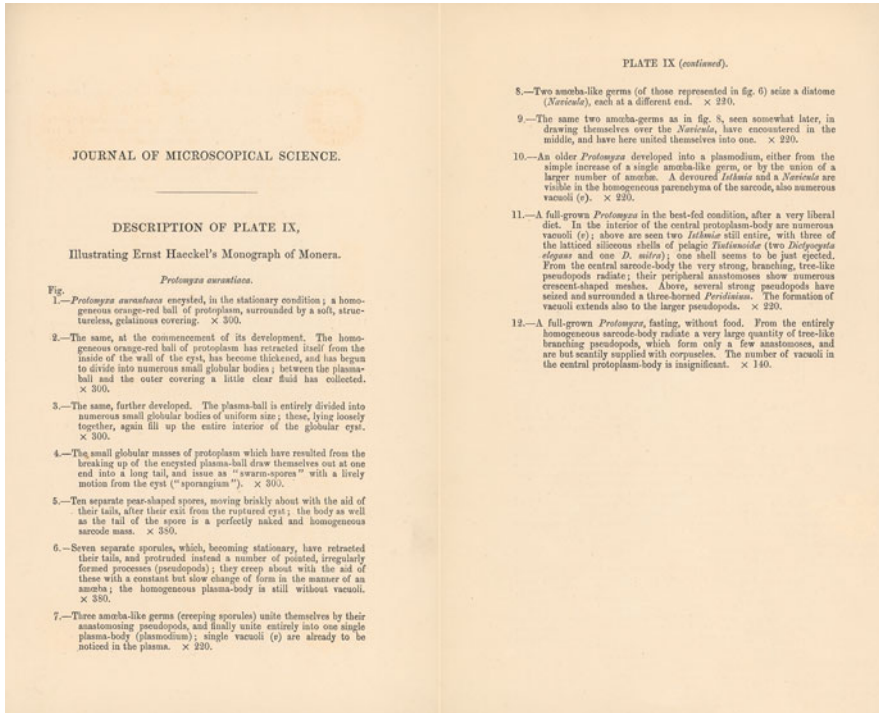 JOURNAL OF MICROSCOPICAL SCIENCE.
DESCRIPTION OF PLATE IX,
Illustrating Ernst Haeckel's Monograph of Monera.
Protomyxa aurantiaca.
Fig.
1.—Protomyxa aurantiaca encysted, in the stationary condition; a homo-
geneous orange-red ball of protoplasm, surrounded by a soft, struc-
tureless, gelatinous covering. × 300.
2.—The same, at the commencement of its development. The homo-
geneous orange-red ball of protoplasm has retracted itself from the
inside of the wall of the cyst, has become thickened, and has begun
to divide into numerous small globular bodies; between the plasma-
ball and the outer covering a little clear fluid has collected.
× 300.
3.—The same, further developed. The plasma-ball is entirely divided into
numerous small globular bodies of uniform size; these, lying loosely
together, again fill up the entire interior of the globular cyst.
× 300.
4.—The small globular masses of protoplasm which have resulted from the
breaking up of the encysted plasma-ball draw themselves out at one
end into a long tail, and issue as "swarm-spores" with a lively
motion from the cyst ("sporangium"). × 300.
5.—Ten separate pear-shaped spores, moving briskly about with the aid of
their tails, after their exit from the ruptured cyst; the body as well
as the tail of the spore is a perfectly naked and homogeneous
sarcode mass. × 380.
6.—Seven separate sporules, which, becoming stationary, have retracted
their tails, and protruded instead a number of pointed, irregularly
formed processes (pseudopods); they creep about with the aid of
these with a constant but slow change of form in the manner of an
amœba; the homogeneous plasma-body is still without vacuoli.
× 380.
7.—Three amœba-like germs (creeping sporules) unite themselves by their
anastomosing pseudopods, and finally unite entirely into one single
plasma-body (plasmodium); single vacuoli (v) are already to be
noticed in the plasma. × 220.
PLATE IX (continued).
8.—Two amœba-like germs (of those represented in fig. 6) seize a diatome
(Navicula), each at a different end. × 220.
9.—The same two amœba-germs as in fig. 8, seen somewhat later, in
drawing themselves over the Navicula, have encountered in the
middle, and have here united themselves into one. × 220.
10.—An older Protomyxa developed into a plasmodium, either from the
simple increase of a single amœba-like germ, or by the union of a
larger number of amœbæ. A devoured Isthmia and a Navicula are
visible in the homogeneous parenchyma of the sarcode, also numerous
vacuoli (v). × 220.
11.—A full-grown Protomyxa in the best-fed condition, after a very liberal
diet. In the interior of the central protoplasm-body are numerous
vacuoli (v); above are seen two Isthmiæ still entire, with three of
the latticed siliceous shells of pelagic Tintinnoidæ (two Dictyocysta
elegans and one D. mitra); one shell seems to be just ejected.
From the central sarcode-body the very strong, branching, tree-like
pseudopods radiate; their peripheral anastomoses show numerous
crescent-shaped meshes. Above, several strong pseudopods have
seized and surrounded a three-horned Peridinium. The formation of
vacuoli extends also to the larger pseudopods. × 220.
12.—A full-grown Protomyxa, fasting, without food. From the entirely
homogeneous sarcode-body radiate a very large quantity of tree-like
branching pseudopods, which form only a few anastomoses, and
are but scantily supplied with corpuscles. The number of vacuoli in
the central protoplasm-body is insignificant. × 140.